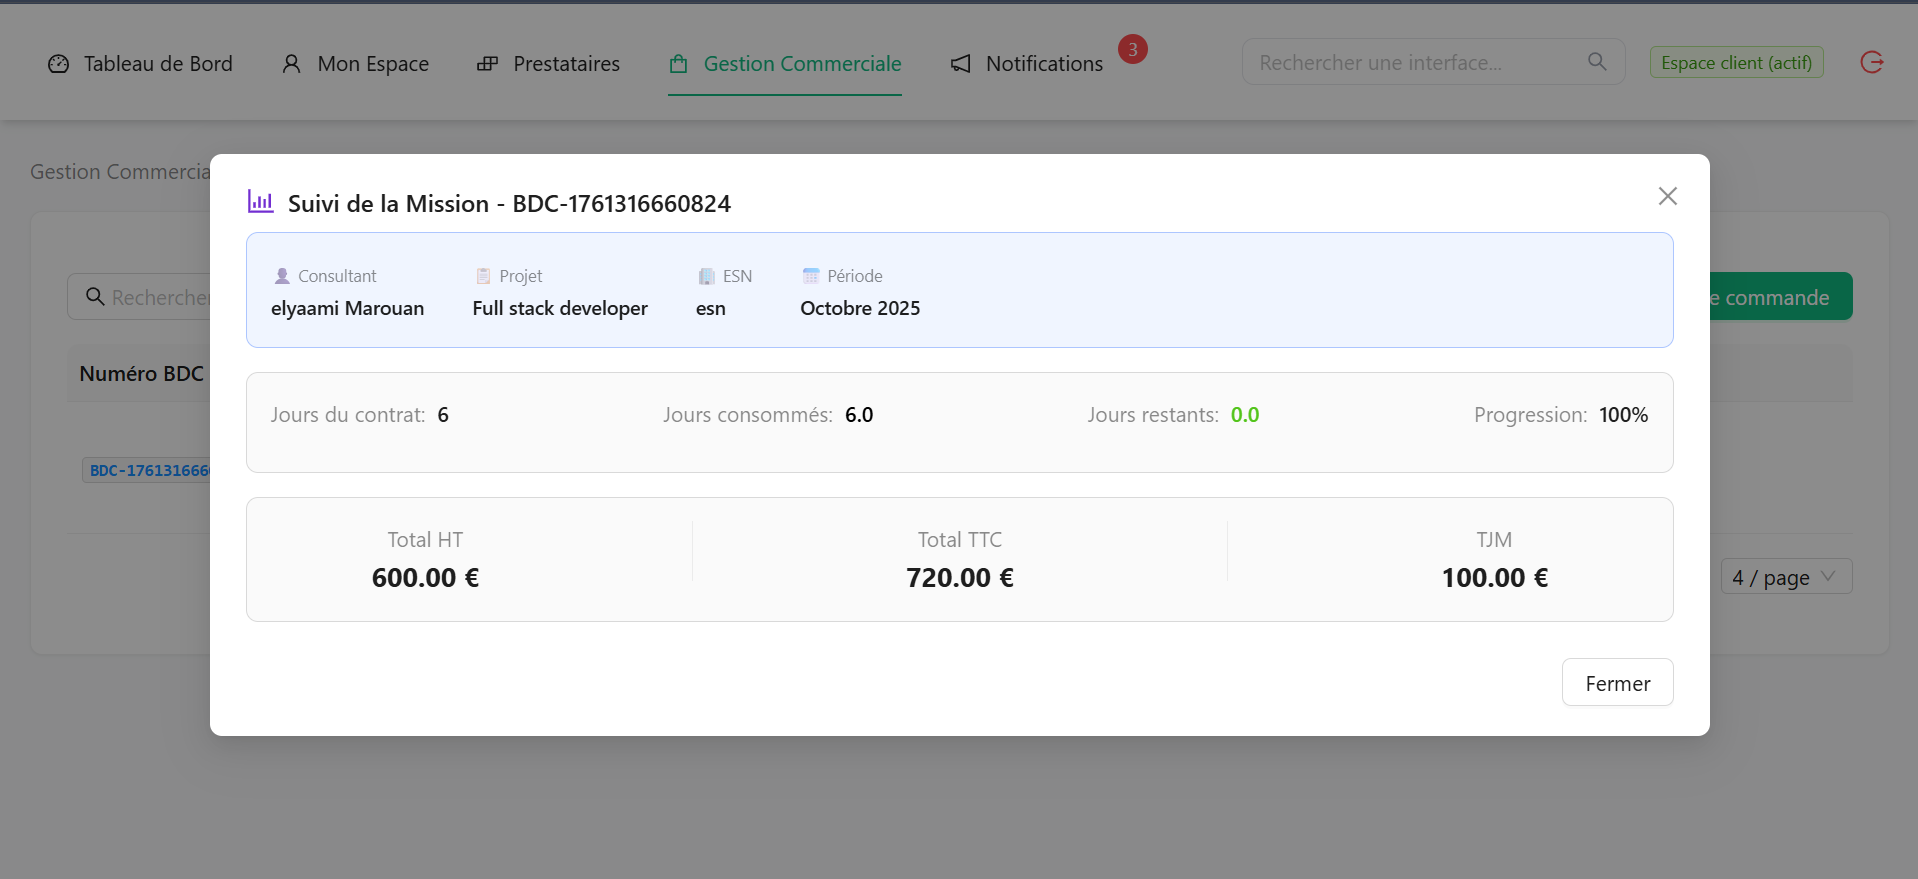 Tableau de Bord Mon Espace Prestataires Gestion Commerciale Notifications 3 Rechercher une interface... Espace client (actif)
Gestion Commercia
Suivi de la Mission - BDC-1761316660824
Consultant Projet ESN Période
elyaami Marouan Full stack developer esn Octobre 2025
Rechercher
e commande
Numéro BDC
Jours du contrat: 6 Jours consommés: 6.0 Jours restants: 0.0 Progression: 100%
BDC-176131666
Total HT Total TTC TJM
600.00 € 720.00 € 100.00 €
4 / page
Fermer